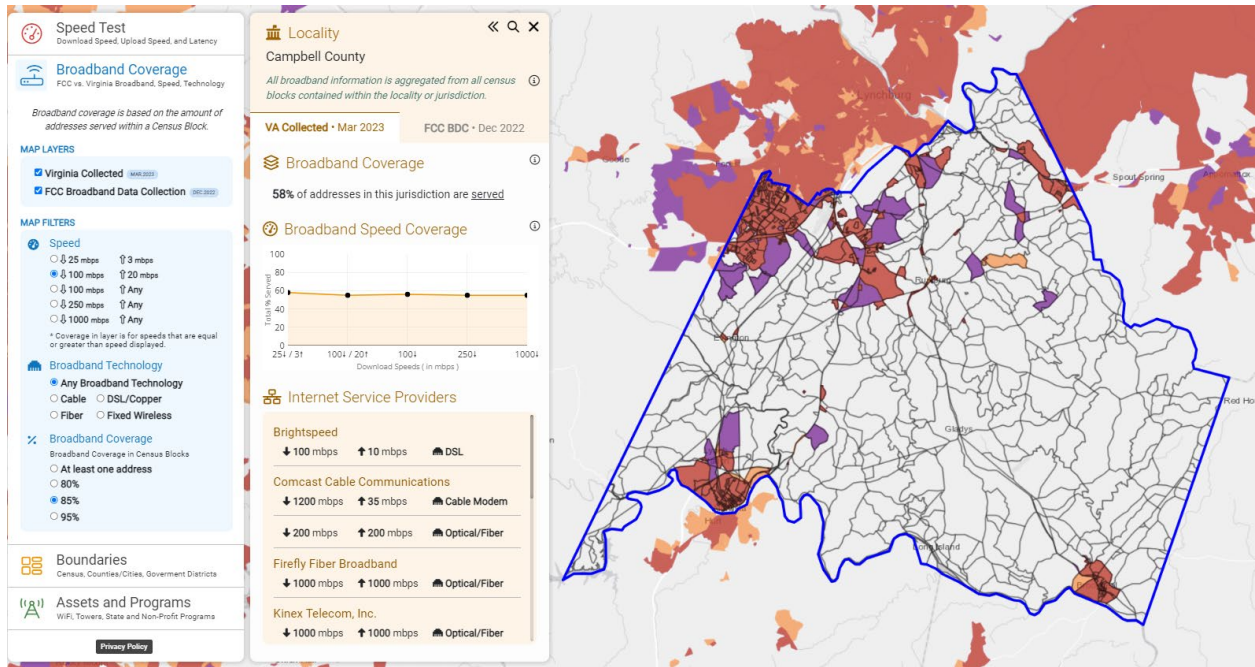 Speed Test
Download Speed, Upload Speed, and Latency
Broadband Coverage
FCC vs. Virginia Broadband, Speed, Technology
Broadband coverage is based on the amount of
addresses served within a Census Block.
MAP LAYERS
Virginia Collected MAR 2023
FCC Broadband Data Collection DEC 2022
MAP FILTERS
Speed
25 mbps 3 mbps
100 mbps 20 mbps
100 mbps Any
250 mbps Any
1000 mbps Any
* Coverage in layer is for speeds that are equal
or greater than speed displayed.
Broadband Technology
Any Broadband Technology
Cable DSL/Copper
Fiber Fixed Wireless
Broadband Coverage
Broadband Coverage in Census Blocks
At least one address
80%
85%
95%
Boundaries
Census, Counties/Cities, Goverment Districts
Assets and Programs
WiFi, Towers, State and Non-Profit Programs
Privacy Policy
Locality
Campbell County
All broadband information is aggregated from all census
blocks contained within the locality or jurisdiction.
VA Collected • Mar 2023 FCC BDC • Dec 2022
Broadband Coverage
58% of addresses in this jurisdiction are served
Broadband Speed Coverage
Total % Served
100
80
60
40
20
0
25↓ / 3↑ 100↓ / 20↑ 100↓ 250↓ 1000↓
Download Speeds ( in mbps )
Internet Service Providers
Brightspeed
100 mbps 10 mbps DSL
Comcast Cable Communications
1200 mbps 35 mbps Cable Modem
200 mbps 200 mbps Optical/Fiber
Firefly Fiber Broadband
1000 mbps 1000 mbps Optical/Fiber
Kinex Telecom, Inc.
1000 mbps 1000 mbps Optical/Fiber
Lynchburg
Spout Spring
Gladys
Long Island
Red Ho